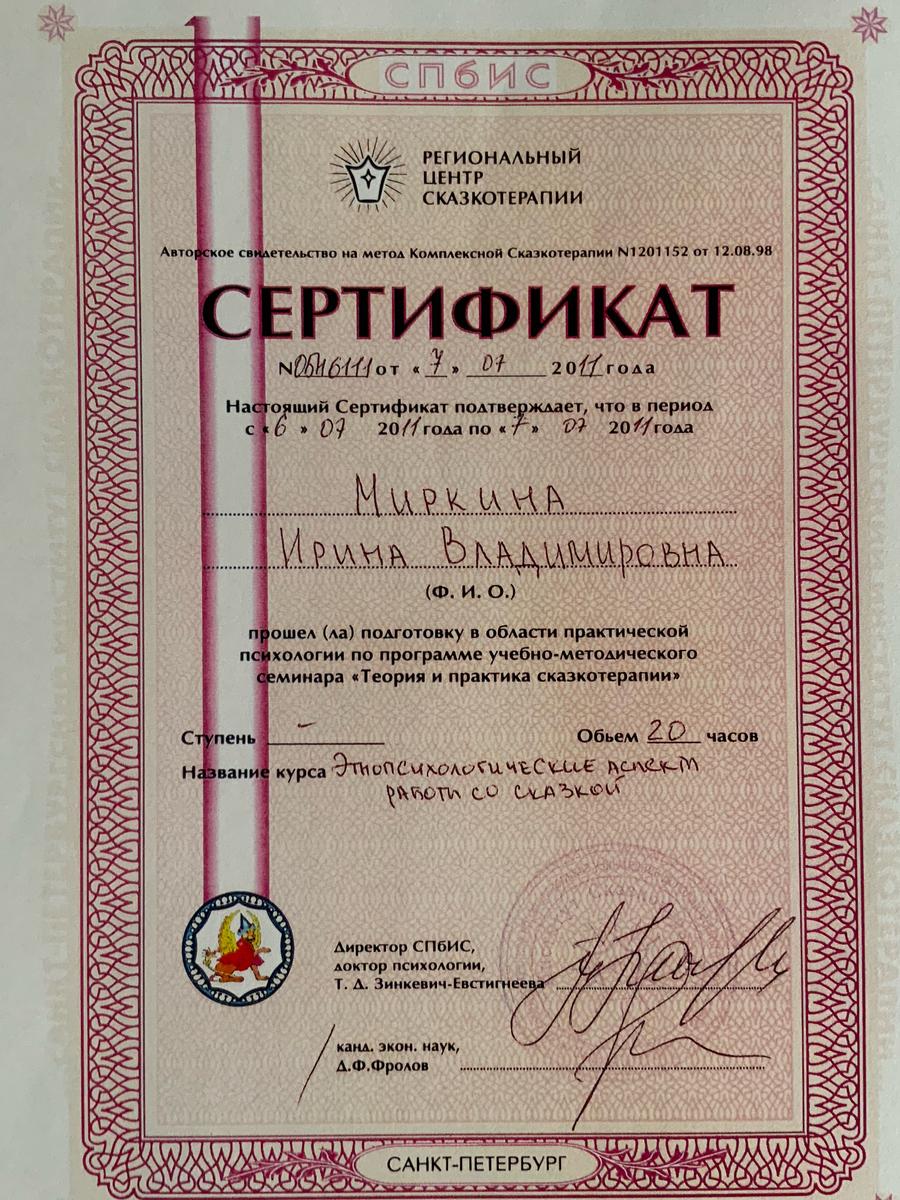 СПбИС
РЕГИОНАЛЬНЫЙ
ЦЕНТР
СКАЗКОТЕРАПИИ
Авторское свидетельство на метод Комплексной Сказкотерапии N1201152 от 12.08.98
СЕРТИФИКАТ
N от «7» 07 2011 года
Настоящий Сертификат подтверждает, что в период
с «6» 07 2011 года по «7» 07 2011 года
Миркина
Ирина Владимировна
(Ф. И. О.)
прошел (ла) подготовку в области практической
психологии по программе учебно-методического
семинара «Теория и практика сказкотерапии»
Ступень – Обьем 20 часов
Название курса Этнопсихологические аспекты
работы со сказкой
Директор СПбИС,
доктор психологии,
Т. Д. Зинкевич-Евстигнеева
канд. экон. наук,
Д.Ф.Фролов
САНКТ-ПЕТЕРБУРГ